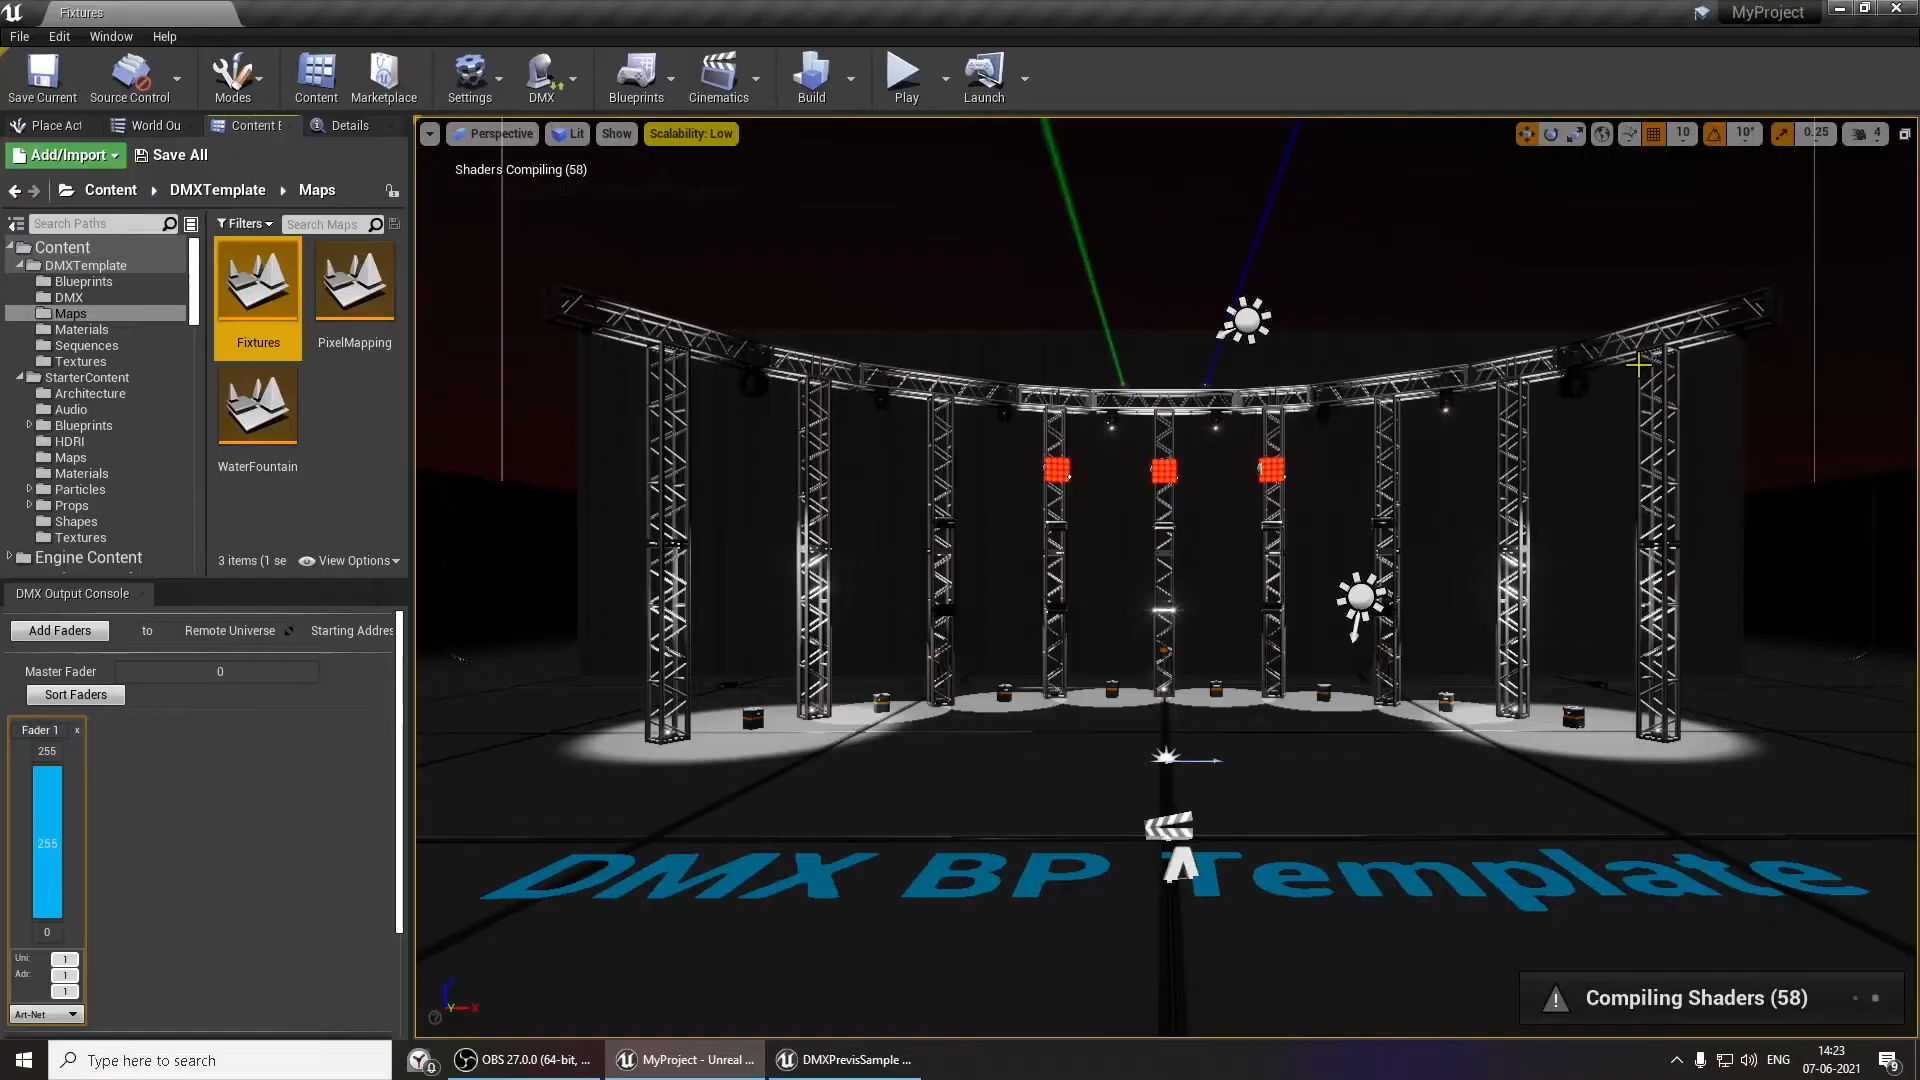 Fixtures
MyProject
File Edit Window Help
Save Current
Source Control
Modes
Content
Marketplace
Settings
DMX
Blueprints
Cinematics
Build
Play
Launch
Place Act
World Ou
Content E
Details
Add/Import
Save All
Content
DMXTemplate
Maps
Search Paths
Filters
Search Maps
Content
DMXTemplate
Blueprints
DMX
Maps
Materials
Sequences
Textures
StarterContent
Architecture
Audio
Blueprints
HDRI
Maps
Materials
Particles
Props
Shapes
Textures
Engine Content
Fixtures
PixelMapping
WaterFountain
3 items (1 se
View Options
DMX Output Console
Add Faders to Remote Universe Starting Addres
Master Fader 0
Sort Faders
Fader 1 x
255
255
0
Uni: 1
Adr: 1
1
Art-Net
Perspective
Lit
Show
Scalability: Low
10
10°
0.25
4
Shaders Compiling (58)
DMX BP Template
Z
Y X
Compiling Shaders (58)
Type here to search
OBS 27.0.0 (64-bit, ...
MyProject - Unreal ...
DMXPrevisSample ...
ENG
14:23
07-06-2021
9